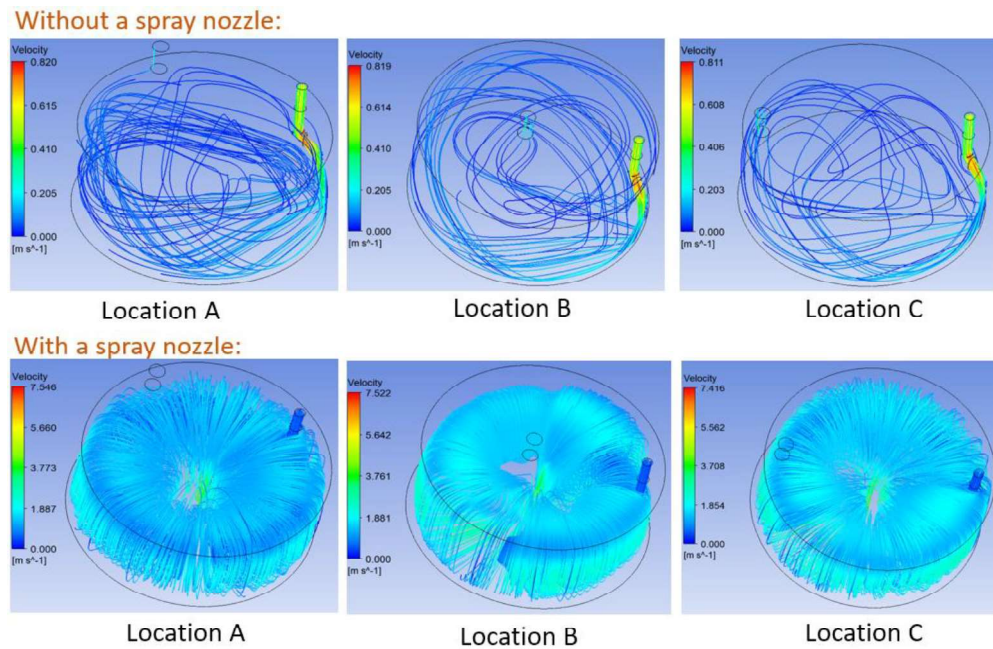 Without a spray nozzle:
Velocity
0.820
0.615
0.410
0.205
0.000
[m s^-1]
Location A
Velocity
0.819
0.614
0.410
0.205
0.000
[m s^-1]
Location B
Velocity
0.811
0.608
0.406
0.203
0.000
[m s^-1]
Location C
With a spray nozzle:
Velocity
7.546
5.660
3.773
1.887
0.000
[m s^-1]
Location A
Velocity
7.522
5.642
3.761
1.881
0.000
[m s^-1]
Location B
Velocity
7.416
5.562
3.708
1.854
0.000
[m s^-1]
Location C